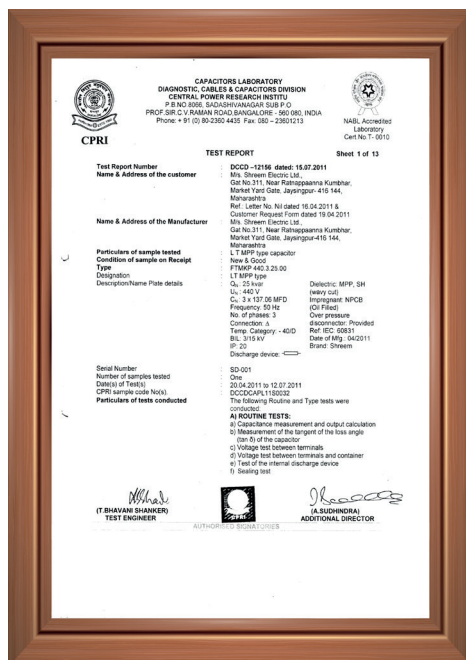 CAPACITORS LABORATORY
DIAGNOSTIC, CABLES & CAPACITORS DIVISION
CENTRAL POWER RESEARCH INSTITU
P.B.NO.8066, SADASHIVANAGAR SUB P.O
PROF.SIR.C.V.RAMAN ROAD,BANGALORE - 560 080, INDIA
Phone: + 91 (0) 80-2360 4435 Fax: 080 – 23601213
CPRI
NABL Accredited
Laboratory
Cert.No.T- 0010
TEST REPORT
Sheet 1 of 13
Test Report Number : DCCD –12156 dated: 15.07.2011
Name & Address of the customer : M/s. Shreem Electric Ltd.,
Gat No.311, Near Ratnappaanna Kumbhar,
Market Yard Gate, Jaysingpur- 416 144,
Maharashtra
Ref.: Letter No. Nil dated 16.04.2011 &
Customer Request Form dated 19.04.2011
Name & Address of the Manufacturer : M/s. Shreem Electric Ltd.,
Gat No.311, Near Ratnappaanna Kumbhar,
Market Yard Gate, Jaysingpur-416 144,
Maharashtra
Particulars of sample tested : L T MPP type capacitor
Condition of sample on Receipt : New & Good
Type : FTMKP 440.3.25.00
Designation : LT MPP type
Description/Name Plate details : QN: 25 kvar Dielectric: MPP, SH
UN: 440 V (wavy cut)
CN: 3 x 137.06 MFD Impregnant: NPCB
Frequency: 50 Hz (Oil Filled)
No. of phases: 3 Over pressure
Connection: Δ disconnector: Provided
Temp. Category: - 40/D Ref: IEC: 60831
BIL: 3/15 kV Date of Mfg.: 04/2011
IP: 20 Brand: Shreem
Discharge device:
Serial Number : SD-001
Number of samples tested : One
Date(s) of Test(s) : 20.04.2011 to 12.07.2011
CPRI sample code No(s). : DCCDCAPL11S0032
Particulars of tests conducted : The following Routine and Type tests were
conducted:
A) ROUTINE TESTS:
a) Capacitance measurement and output calculation
b) Measurement of the tangent of the loss angle
(tan δ) of the capacitor
c) Voltage test between terminals
d) Voltage test between terminals and container
e) Test of the internal discharge device
f) Sealing test
(T.BHAVANI SHANKER)
TEST ENGINEER
CPRI
AUTHORISED SIGNATORIES
(A.SUDHINDRA)
ADDITIONAL DIRECTOR